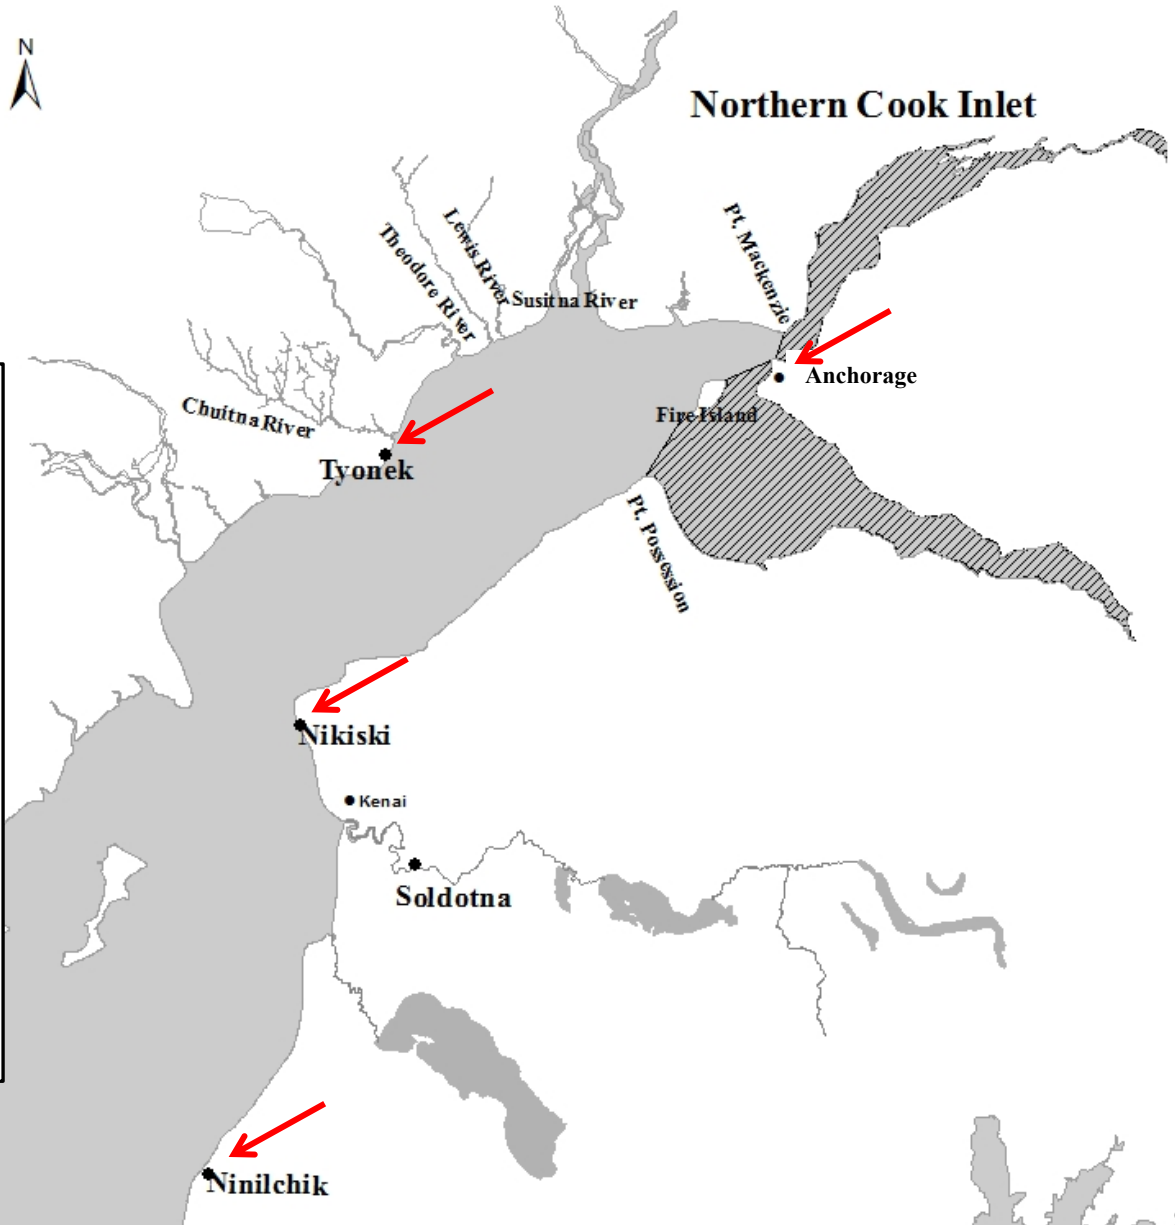 N
Northern Cook Inlet
Pt. Mackenzie
Lewis River
Theodore River
Susitna River
Anchorage
Chuitna River
Fire Island
Tyonek
Pt. Possession
Nikiski
Kenai
Soldotna
Ninilchik